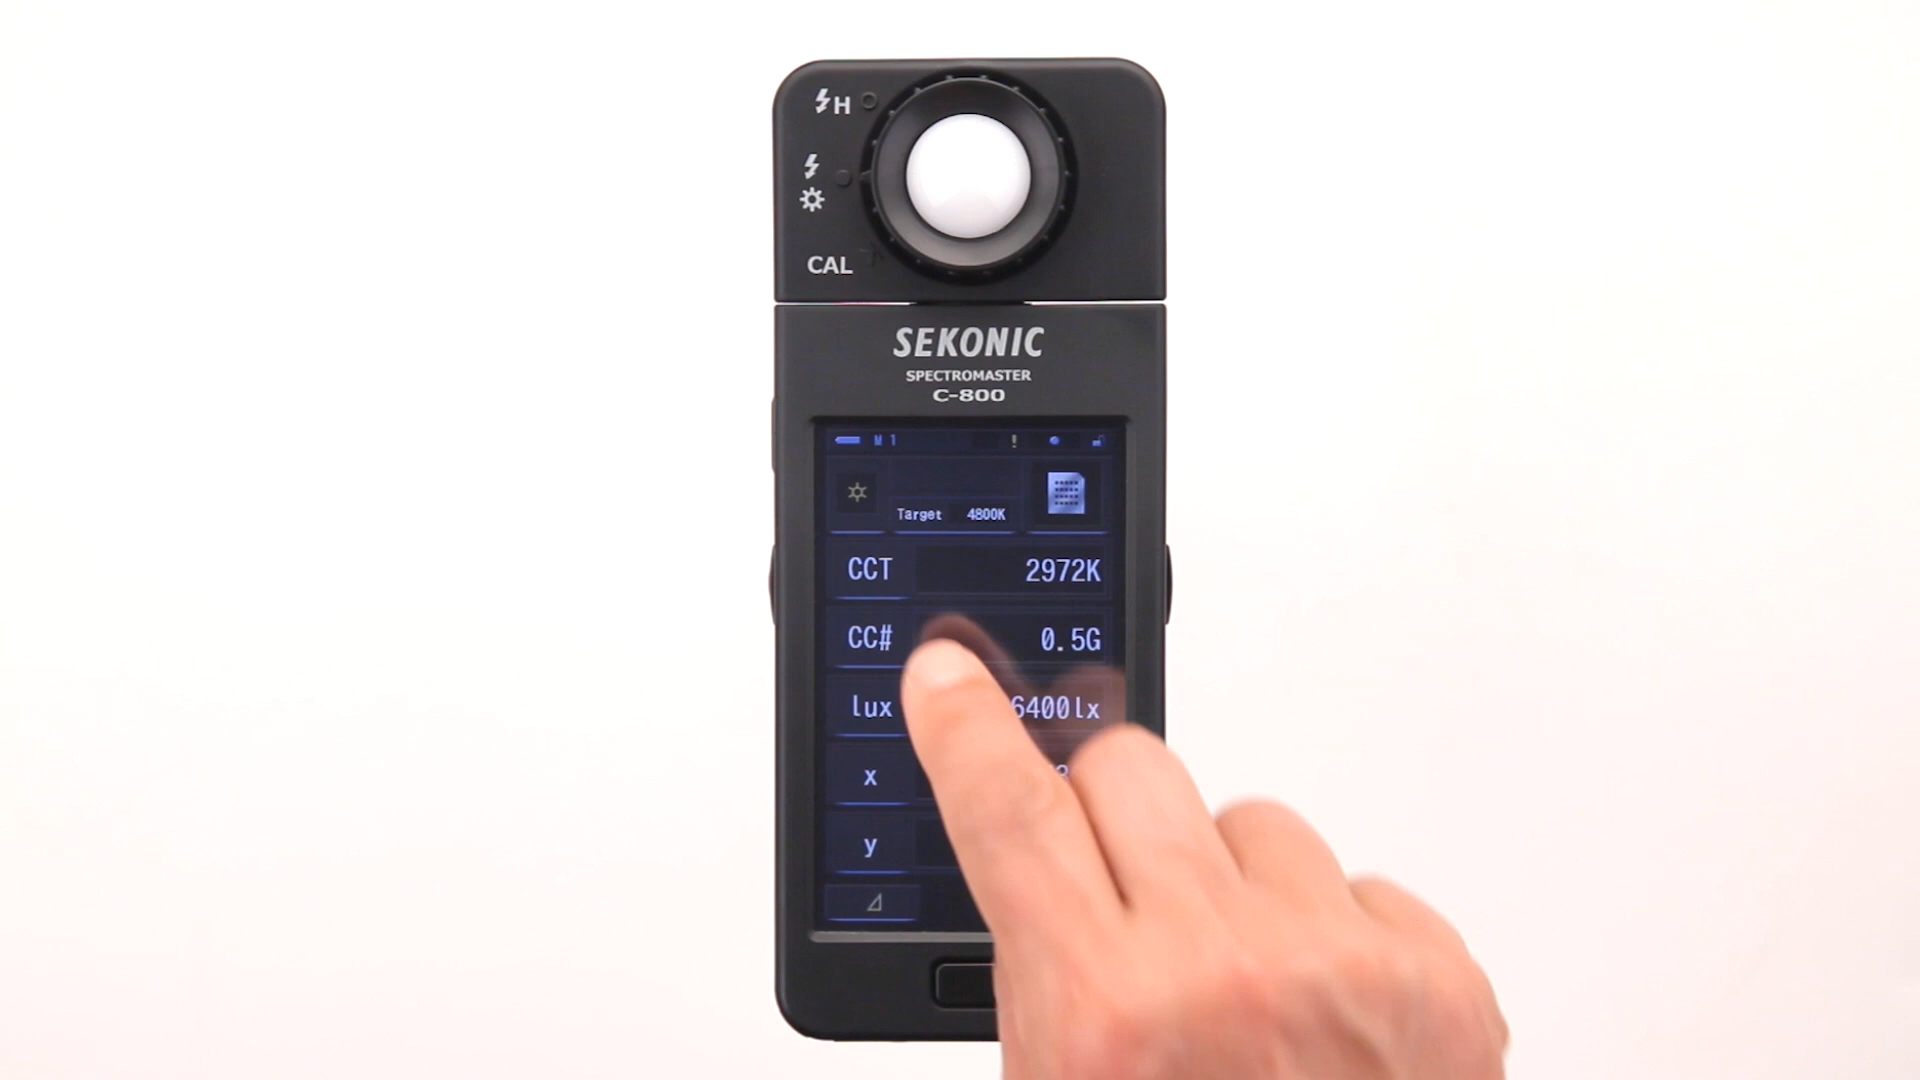 H
CAL
SEKONIC
SPECTROMASTER
C-800
M 1 !
Target 4800K
CCT 2972K
CC# 0.5G
lux 6400lx
x
y